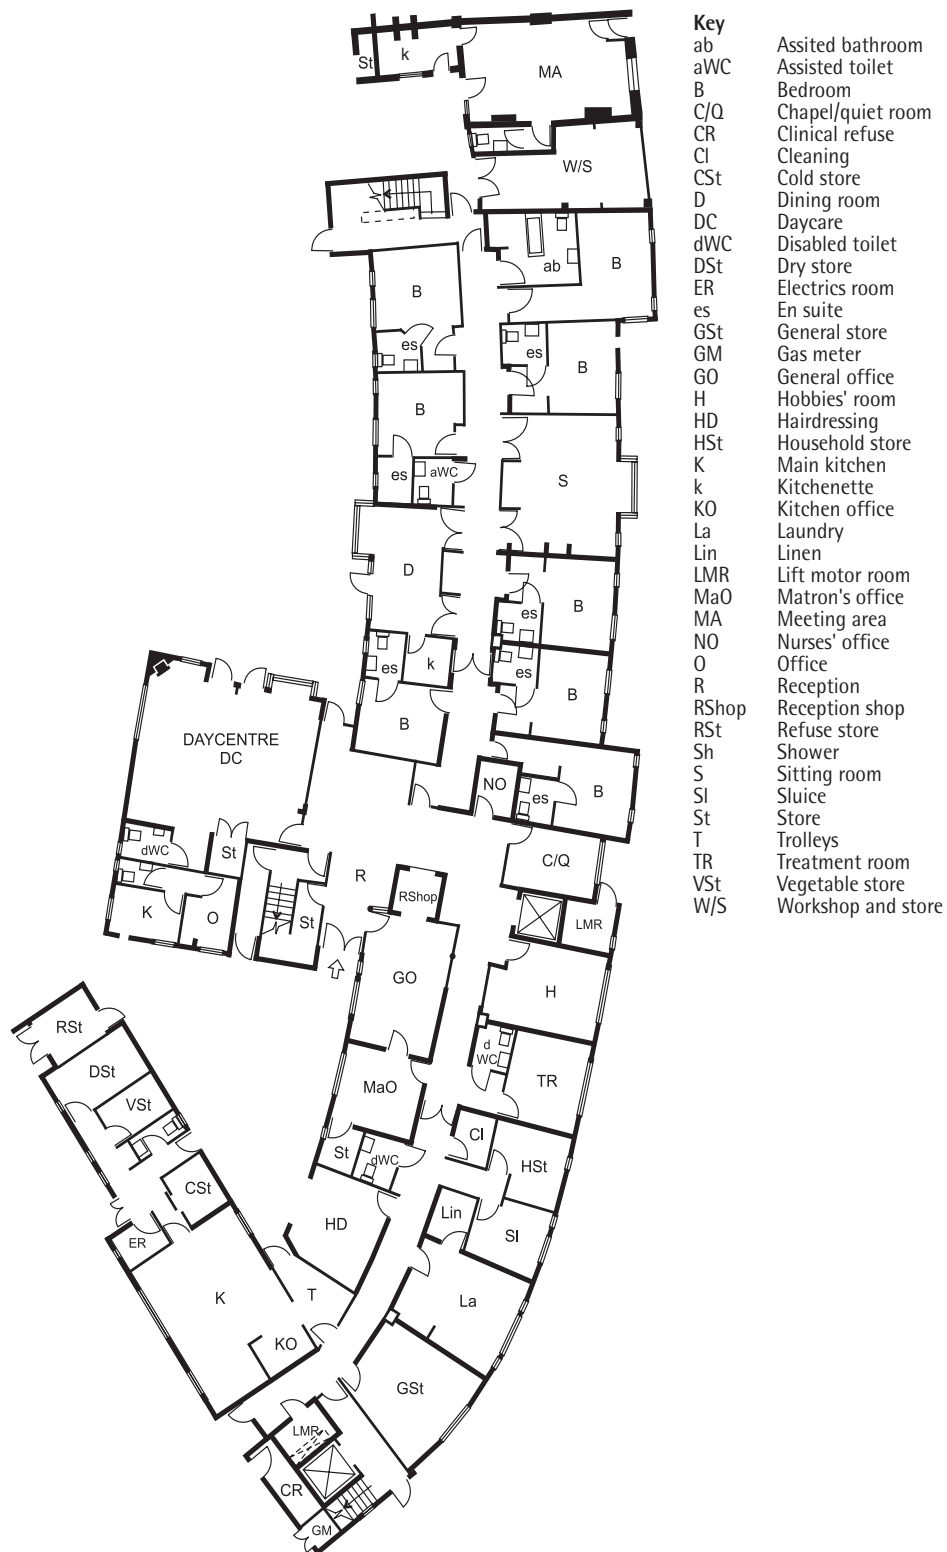 Key
ab Assited bathroom
aWC Assisted toilet
B Bedroom
C/Q Chapel/quiet room
CR Clinical refuse
Cl Cleaning
CSt Cold store
D Dining room
DC Daycare
dWC Disabled toilet
DSt Dry store
ER Electrics room
es En suite
GSt General store
GM Gas meter
GO General office
H Hobbies' room
HD Hairdressing
HSt Household store
K Main kitchen
k Kitchenette
KO Kitchen office
La Laundry
Lin Linen
LMR Lift motor room
MaO Matron's office
MA Meeting area
NO Nurses' office
O Office
R Reception
RShop Reception shop
RSt Refuse store
Sh Shower
S Sitting room
Sl Sluice
St Store
T Trolleys
TR Treatment room
VSt Vegetable store
W/S Workshop and store
St
k
MA
W/S
ab
B
B
es
es
B
B
es
aWC
S
D
es
B
es
k
es
B
B
DAYCENTRE
DC
NO
es
B
dWC
St
C/Q
R
RShop
K
O
St
LMR
GO
H
RSt
d
WC
DSt
MaO
TR
VSt
Cl
St
dWC
HSt
CSt
Lin
HD
Sl
ER
K
T
La
KO
GSt
LMR
CR
GM